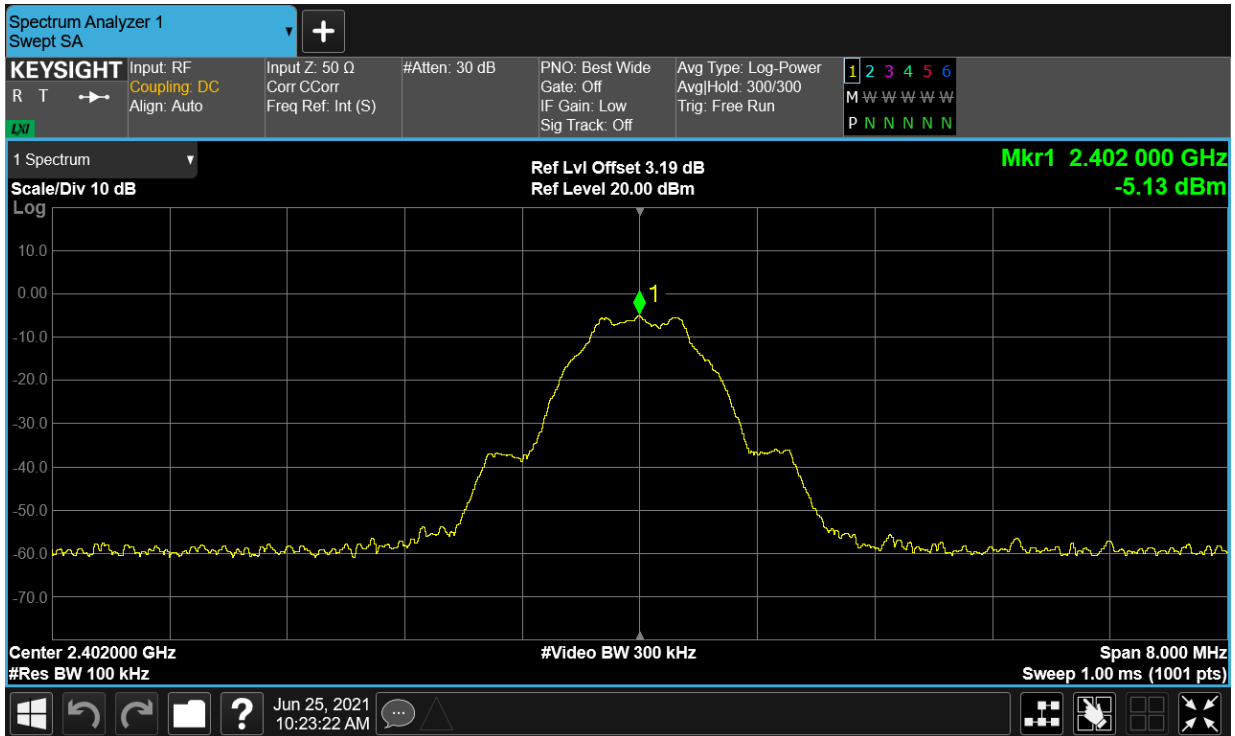 Spectrum Analyzer 1
Swept SA
KEYSIGHT
R T
LXI
Input: RF
Coupling: DC
Align: Auto
Input Z: 50 Ω
Corr CCorr
Freq Ref: Int (S)
#Atten: 30 dB
PNO: Best Wide
Gate: Off
IF Gain: Low
Sig Track: Off
Avg Type: Log-Power
Avg|Hold: 300/300
Trig: Free Run
1 2 3 4 5 6
M W W W W W
P N N N N N
1 Spectrum
Scale/Div 10 dB
Log
Ref Lvl Offset 3.19 dB
Ref Level 20.00 dBm
Mkr1 2.402 000 GHz
-5.13 dBm
10.0
0.00
-10.0
-20.0
-30.0
-40.0
-50.0
-60.0
-70.0
1
Center 2.402000 GHz
#Res BW 100 kHz
#Video BW 300 kHz
Span 8.000 MHz
Sweep 1.00 ms (1001 pts)
?
Jun 25, 2021
10:23:22 AM